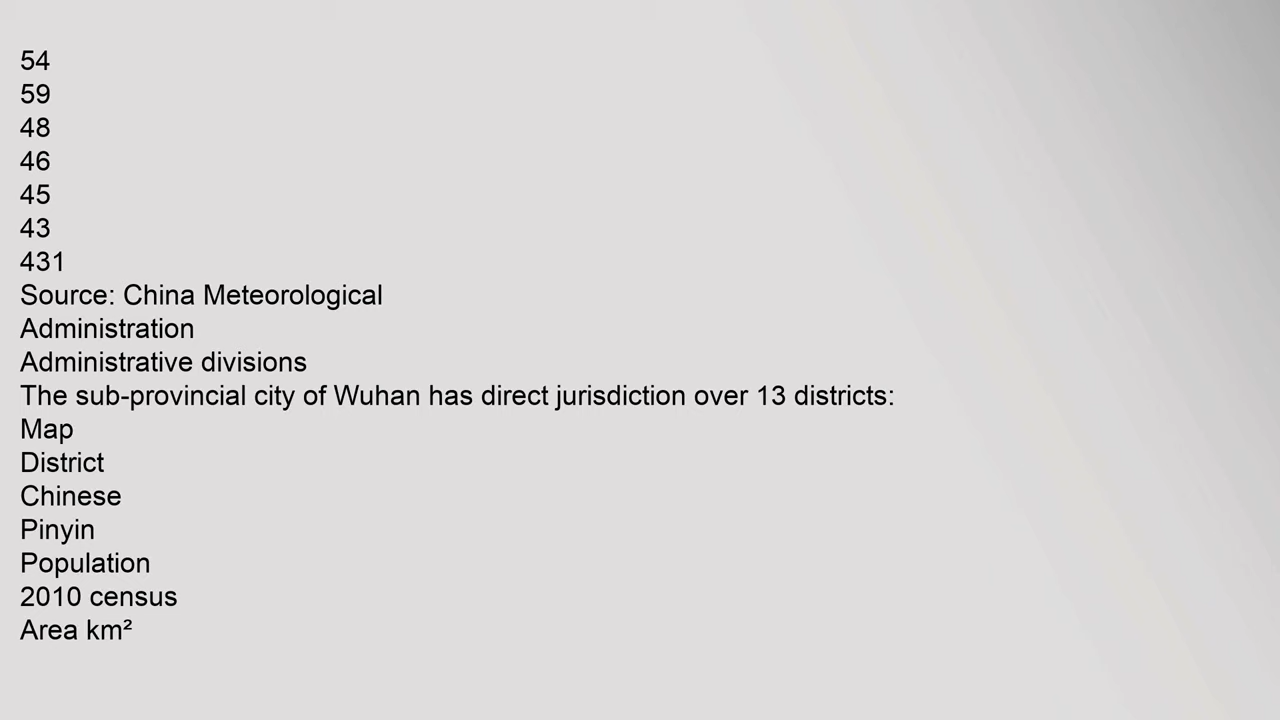 54
59
48
46
45
43
431
Source: China Meteorological
Administration
Administrative divisions
The sub-provincial city of Wuhan has direct jurisdiction over 13 districts:
Map
District
Chinese
Pinyin
Population
2010 census
Area km²